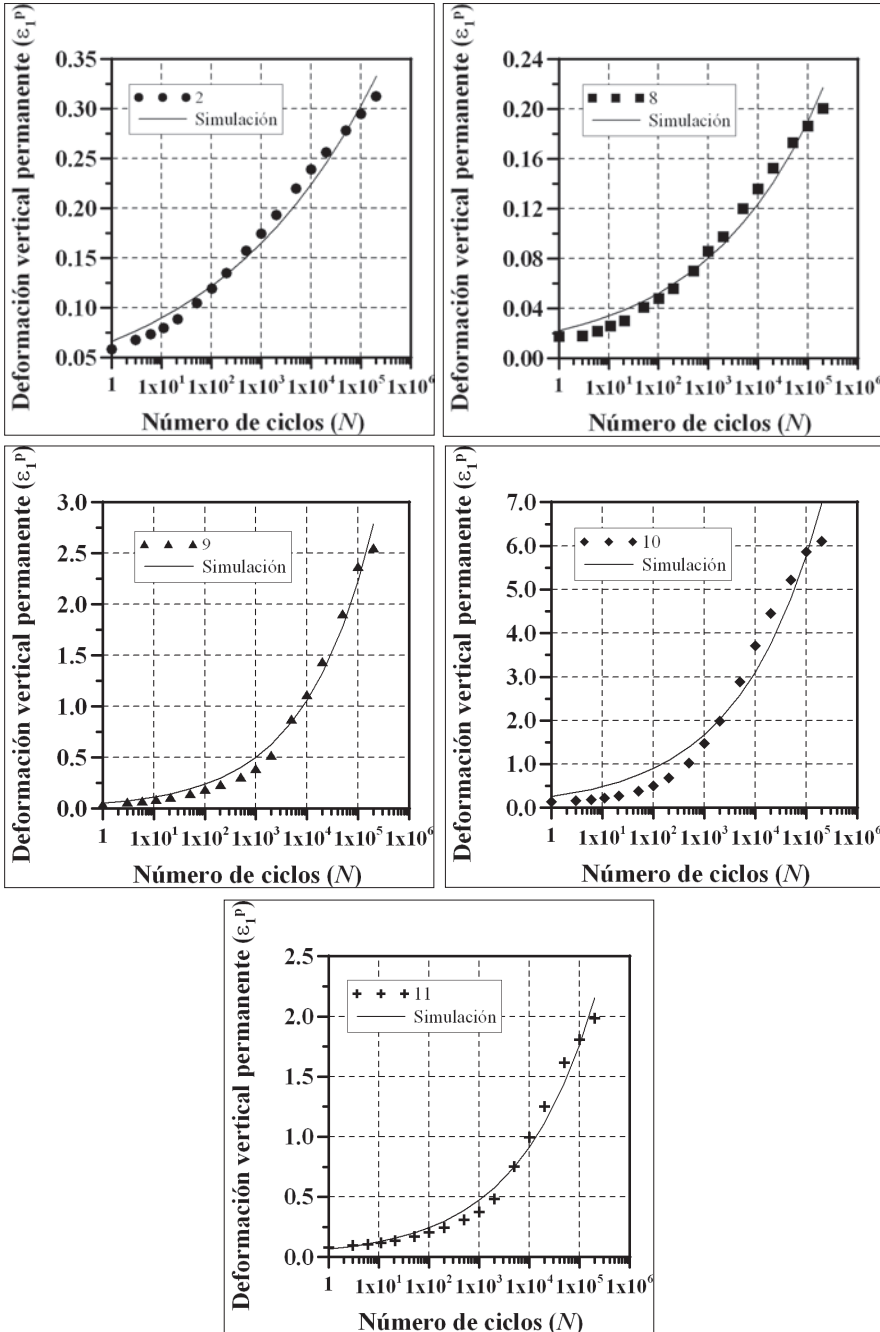 Deformación vertical permanente (ε₁ᵖ)
0.35
0.30
0.25
0.20
0.15
0.10
0.05
2
Simulación
1 1x10¹ 1x10² 1x10³ 1x10⁴ 1x10⁵ 1x10⁶
Número de ciclos (N)
Deformación vertical permanente (ε₁ᵖ)
0.24
0.20
0.16
0.12
0.08
0.04
0.00
8
Simulación
1 1x10¹ 1x10² 1x10³ 1x10⁴ 1x10⁵ 1x10⁶
Número de ciclos (N)
Deformación vertical permanente (ε₁ᵖ)
3.0
2.5
2.0
1.5
1.0
0.5
0.0
9
Simulación
1 1x10¹ 1x10² 1x10³ 1x10⁴ 1x10⁵ 1x10⁶
Número de ciclos (N)
Deformación vertical permanente (ε₁ᵖ)
7.0
6.0
5.0
4.0
3.0
2.0
1.0
0.0
10
Simulación
1 1x10¹ 1x10² 1x10³ 1x10⁴ 1x10⁵ 1x10⁶
Número de ciclos (N)
Deformación vertical permanente (ε₁ᵖ)
2.5
2.0
1.5
1.0
0.5
0.0
11
Simulación
1 1x10¹ 1x10² 1x10³ 1x10⁴ 1x10⁵ 1x10⁶
Número de ciclos (N)